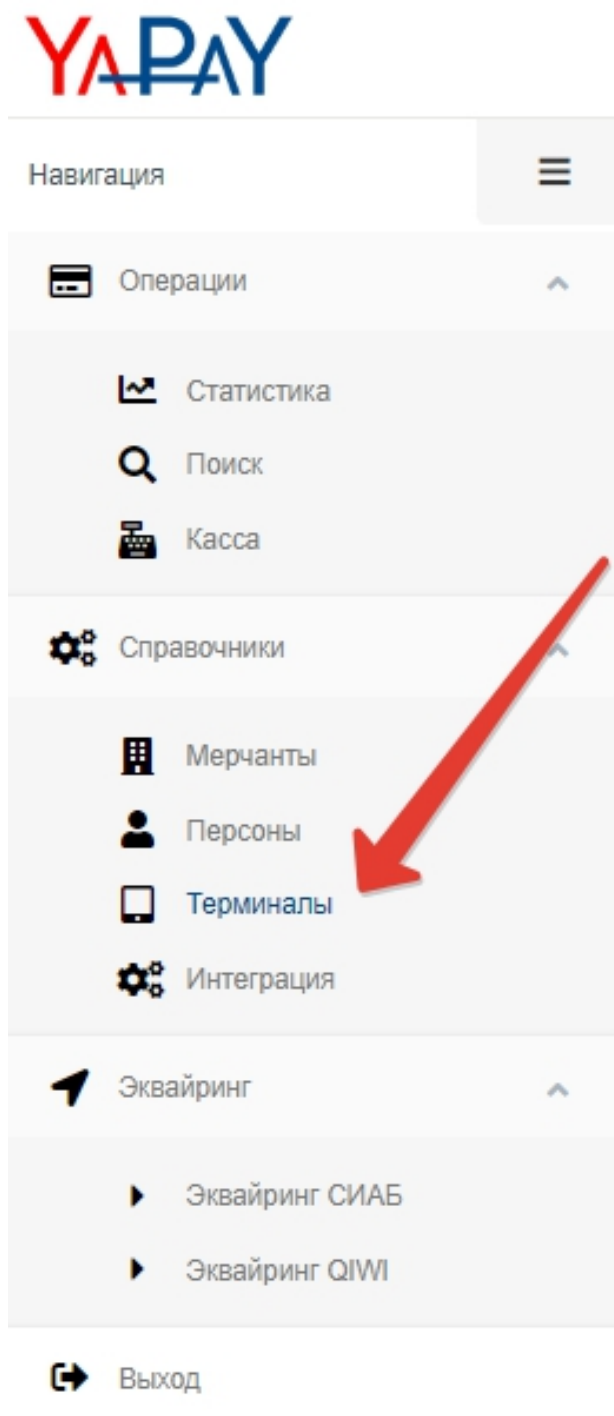 YAPAY
Навигация
Операции
Статистика
Поиск
Касса
Справочники
Мерчанты
Персоны
Терминалы
Интеграция
Эквайринг
Эквайринг СИАБ
Эквайринг QIWI
Выход